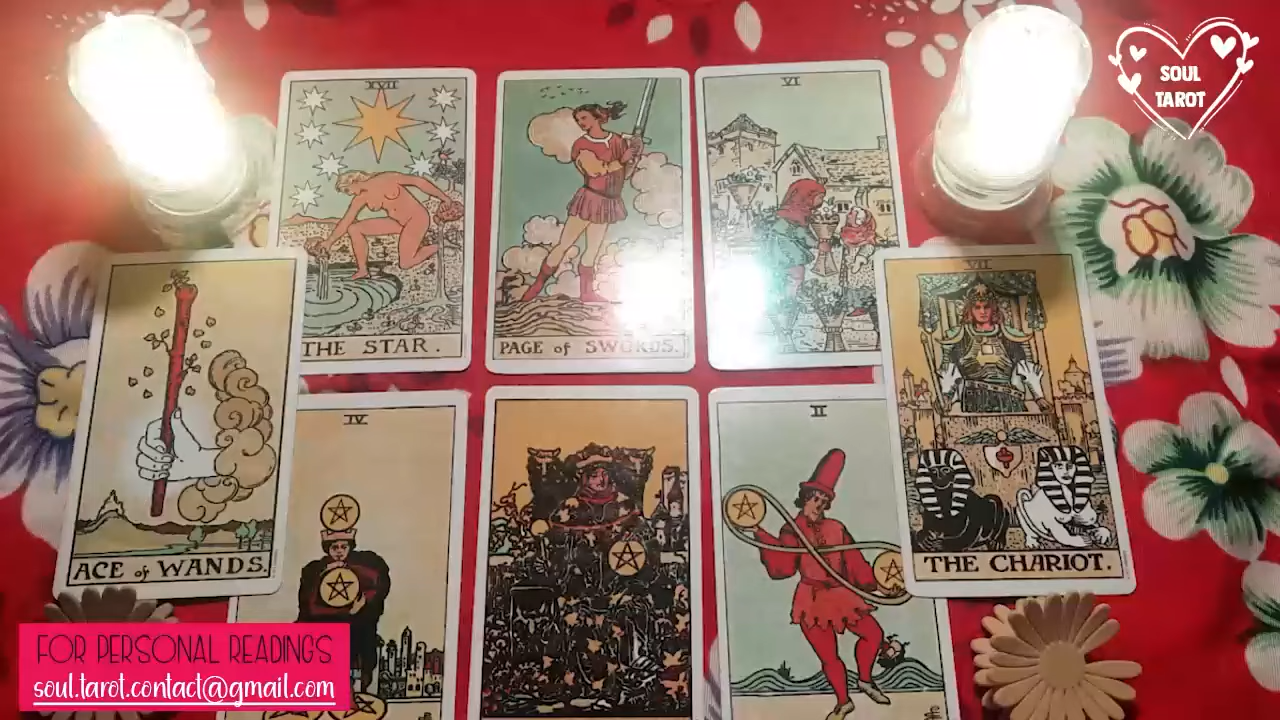 SOUL
TAROT
XVII
VI
THE STAR.
PAGE of SWORDS.
VII
ACE of WANDS.
IV
II
THE CHARIOT.
FOR PERSONAL READINGS
soul.tarot.contact@gmail.com